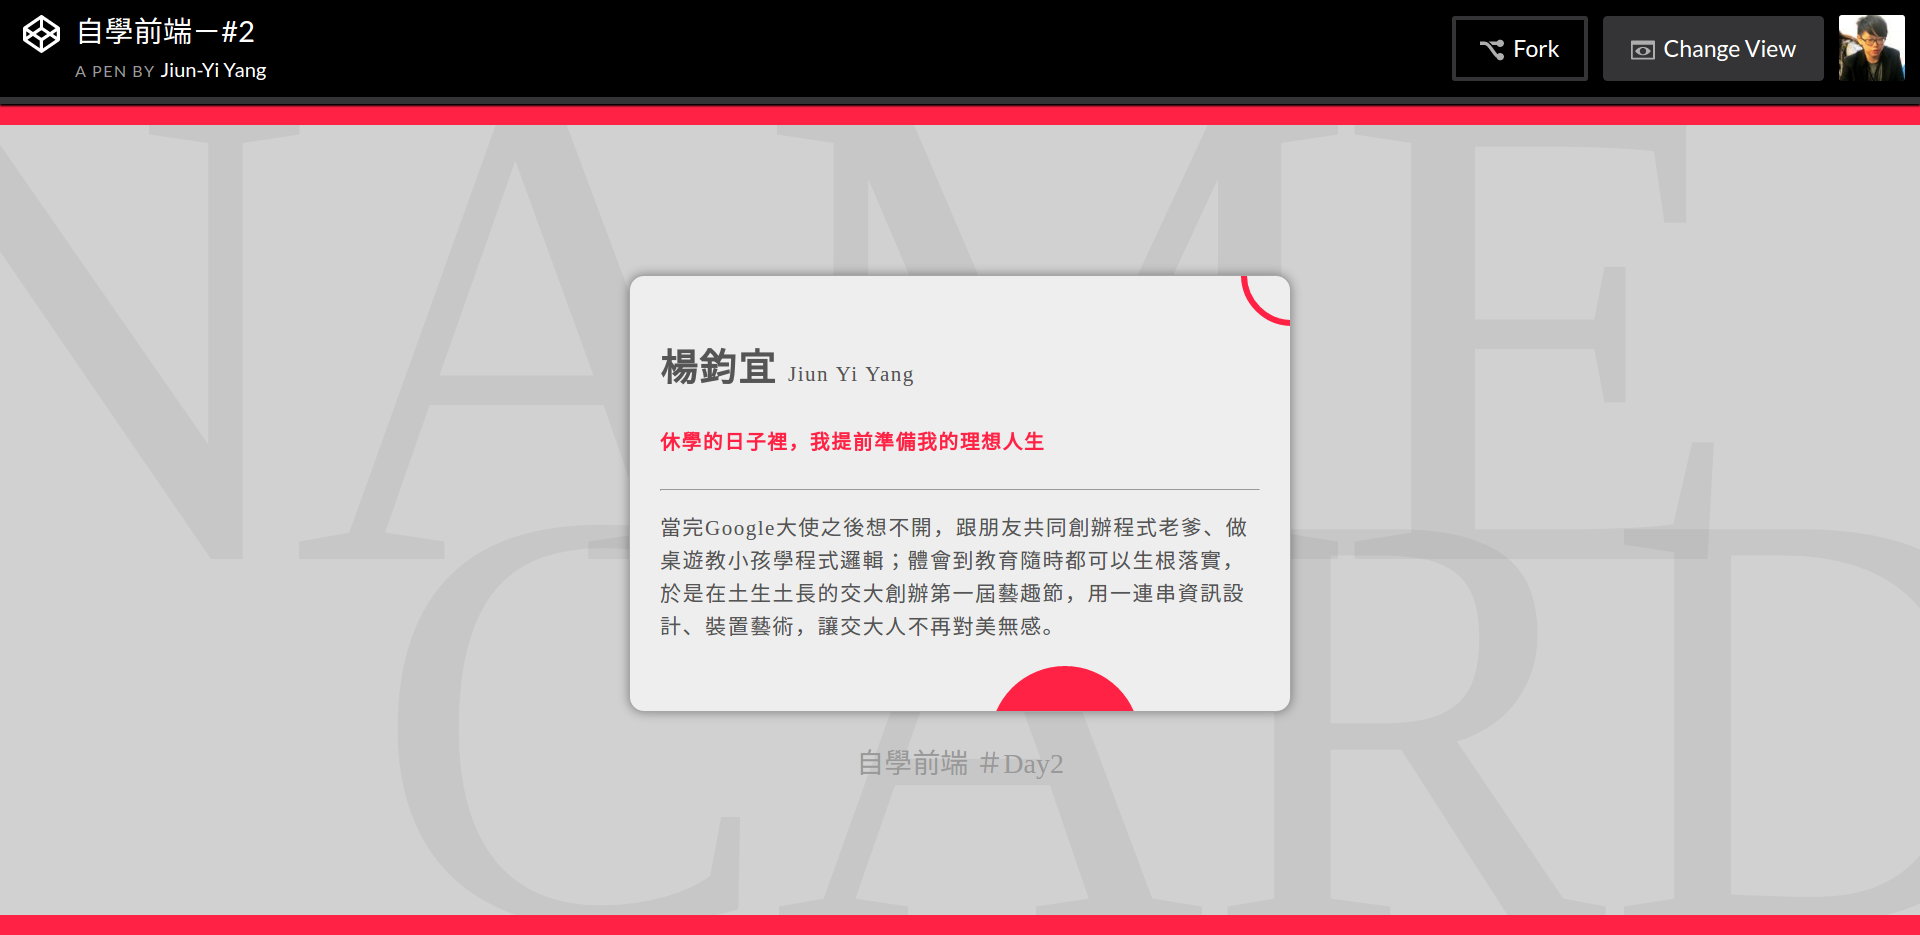 自學前端－#2
A PEN BY Jiun-Yi Yang
Fork
Change View
NAME
CARD
楊鈞宜 Jiun Yi Yang
休學的日子裡，我提前準備我的理想人生
當完Google大使之後想不開，跟朋友共同創辦程式老爹、做
桌遊教小孩學程式邏輯；體會到教育隨時都可以生根落實，
於是在土生土長的交大創辦第一屆藝趣節，用一連串資訊設
計、裝置藝術，讓交大人不再對美無感。
自學前端 ＃Day2